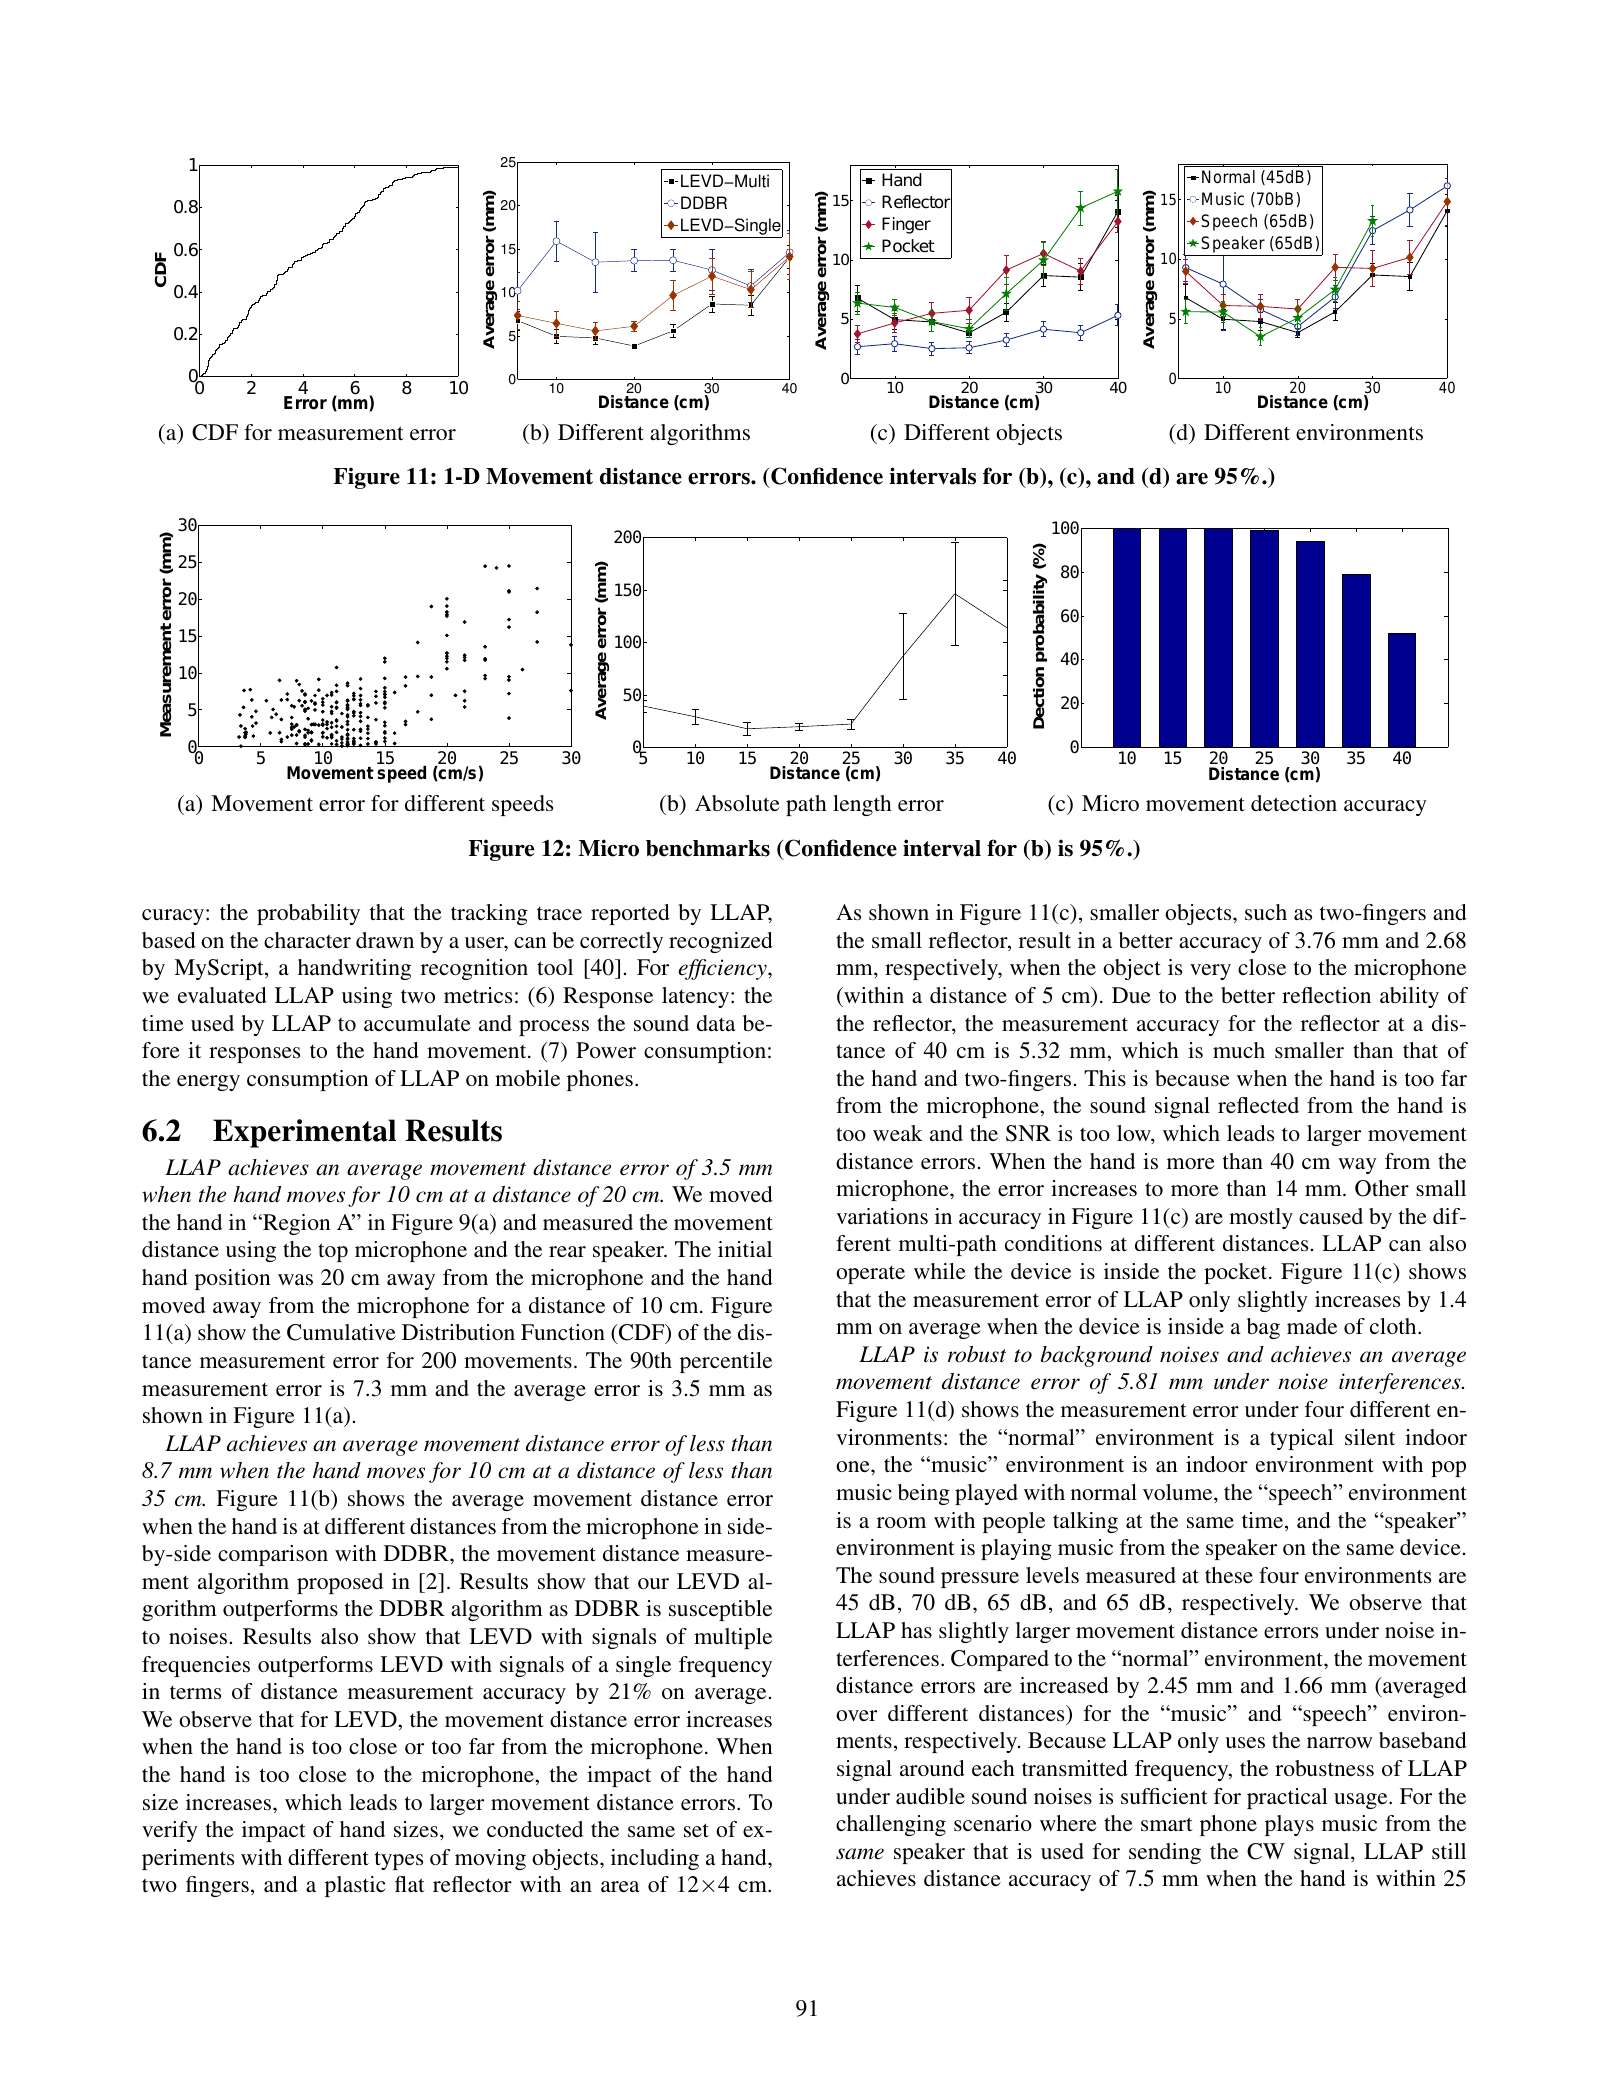 1
0.8
0.6
0.4
0.2
0
CDF
0 2 4 6 8 10
Error (mm)
(a) CDF for measurement error
25
20
15
10
5
0
Average error (mm)
LEVD−Multi
DDBR
LEVD−Single
10 20 30 40
Distance (cm)
(b) Different algorithms
15
10
5
0
Average error (mm)
Hand
Reflector
Finger
Pocket
10 20 30 40
Distance (cm)
(c) Different objects
15
10
5
0
Average error (mm)
Normal (45dB)
Music (70bB)
Speech (65dB)
Speaker (65dB)
10 20 30 40
Distance (cm)
(d) Different environments
Figure 11: 1-D Movement distance errors. (Confidence intervals for (b), (c), and (d) are 95%.)
30
25
20
15
10
5
0
Measurement error (mm)
0 5 10 15 20 25 30
Movement speed (cm/s)
(a) Movement error for different speeds
200
150
100
50
0
Average error (mm)
5 10 15 20 25 30 35 40
Distance (cm)
(b) Absolute path length error
100
80
60
40
20
0
Dection probability (%)
10 15 20 25 30 35 40
Distance (cm)
(c) Micro movement detection accuracy
Figure 12: Micro benchmarks (Confidence interval for (b) is 95%.)
curacy: the probability that the tracking trace reported by LLAP,
based on the character drawn by a user, can be correctly recognized
by MyScript, a handwriting recognition tool [40]. For efficiency,
we evaluated LLAP using two metrics: (6) Response latency: the
time used by LLAP to accumulate and process the sound data be-
fore it responses to the hand movement. (7) Power consumption:
the energy consumption of LLAP on mobile phones.
6.2 Experimental Results
LLAP achieves an average movement distance error of 3.5 mm
when the hand moves for 10 cm at a distance of 20 cm. We moved
the hand in “Region A” in Figure 9(a) and measured the movement
distance using the top microphone and the rear speaker. The initial
hand position was 20 cm away from the microphone and the hand
moved away from the microphone for a distance of 10 cm. Figure
11(a) show the Cumulative Distribution Function (CDF) of the dis-
tance measurement error for 200 movements. The 90th percentile
measurement error is 7.3 mm and the average error is 3.5 mm as
shown in Figure 11(a).
LLAP achieves an average movement distance error of less than
8.7 mm when the hand moves for 10 cm at a distance of less than
35 cm. Figure 11(b) shows the average movement distance error
when the hand is at different distances from the microphone in side-
by-side comparison with DDBR, the movement distance measure-
ment algorithm proposed in [2]. Results show that our LEVD al-
gorithm outperforms the DDBR algorithm as DDBR is susceptible
to noises. Results also show that LEVD with signals of multiple
frequencies outperforms LEVD with signals of a single frequency
in terms of distance measurement accuracy by 21% on average.
We observe that for LEVD, the movement distance error increases
when the hand is too close or too far from the microphone. When
the hand is too close to the microphone, the impact of the hand
size increases, which leads to larger movement distance errors. To
verify the impact of hand sizes, we conducted the same set of ex-
periments with different types of moving objects, including a hand,
two fingers, and a plastic flat reflector with an area of 12×4 cm.
As shown in Figure 11(c), smaller objects, such as two-fingers and
the small reflector, result in a better accuracy of 3.76 mm and 2.68
mm, respectively, when the object is very close to the microphone
(within a distance of 5 cm). Due to the better reflection ability of
the reflector, the measurement accuracy for the reflector at a dis-
tance of 40 cm is 5.32 mm, which is much smaller than that of
the hand and two-fingers. This is because when the hand is too far
from the microphone, the sound signal reflected from the hand is
too weak and the SNR is too low, which leads to larger movement
distance errors. When the hand is more than 40 cm way from the
microphone, the error increases to more than 14 mm. Other small
variations in accuracy in Figure 11(c) are mostly caused by the dif-
ferent multi-path conditions at different distances. LLAP can also
operate while the device is inside the pocket. Figure 11(c) shows
that the measurement error of LLAP only slightly increases by 1.4
mm on average when the device is inside a bag made of cloth.
LLAP is robust to background noises and achieves an average
movement distance error of 5.81 mm under noise interferences.
Figure 11(d) shows the measurement error under four different en-
vironments: the “normal” environment is a typical silent indoor
one, the “music” environment is an indoor environment with pop
music being played with normal volume, the “speech” environment
is a room with people talking at the same time, and the “speaker”
environment is playing music from the speaker on the same device.
The sound pressure levels measured at these four environments are
45 dB, 70 dB, 65 dB, and 65 dB, respectively. We observe that
LLAP has slightly larger movement distance errors under noise in-
terferences. Compared to the “normal” environment, the movement
distance errors are increased by 2.45 mm and 1.66 mm (averaged
over different distances) for the “music” and “speech” environ-
ments, respectively. Because LLAP only uses the narrow baseband
signal around each transmitted frequency, the robustness of LLAP
under audible sound noises is sufficient for practical usage. For the
challenging scenario where the smart phone plays music from the
same speaker that is used for sending the CW signal, LLAP still
achieves distance accuracy of 7.5 mm when the hand is within 25
91